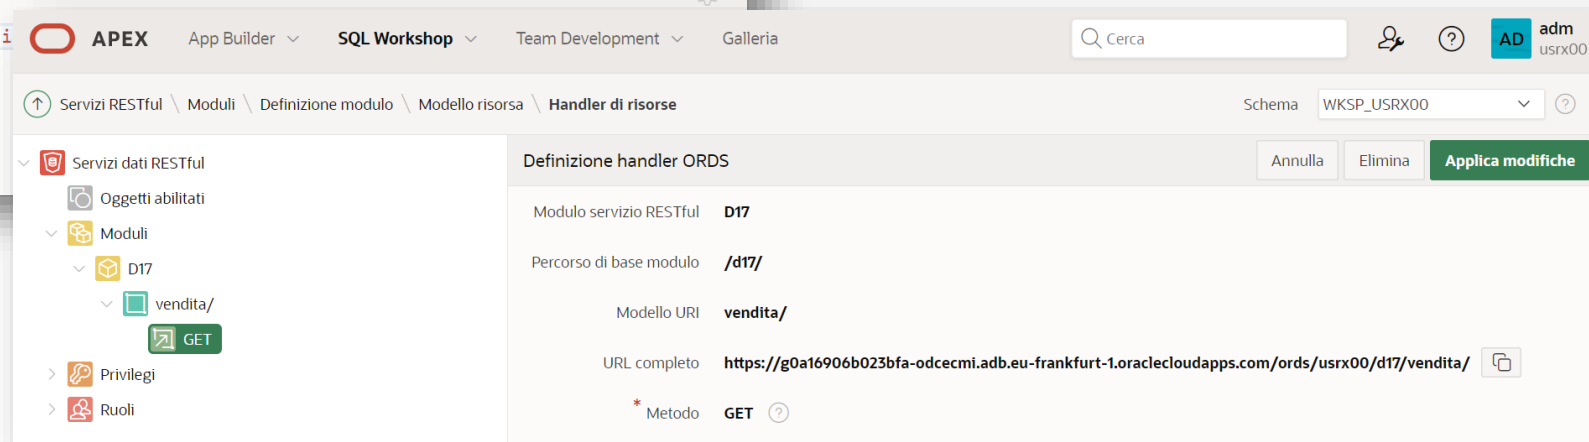 i
APEX App Builder SQL Workshop Team Development Galleria Cerca AD adm
usrx00
Servizi RESTful \ Moduli \ Definizione modulo \ Modello risorsa \ Handler di risorse Schema WKSP_USRX00
Servizi dati RESTful
Oggetti abilitati
Moduli
D17
vendita/
GET
Privilegi
Ruoli
Definizione handler ORDS Annulla Elimina Applica modifiche
Modulo servizio RESTful D17
Percorso di base modulo /d17/
Modello URI vendita/
URL completo https://g0a16906b023bfa-odcecmi.adb.eu-frankfurt-1.oraclecloudapps.com/ords/usrx00/d17/vendita/
* Metodo GET